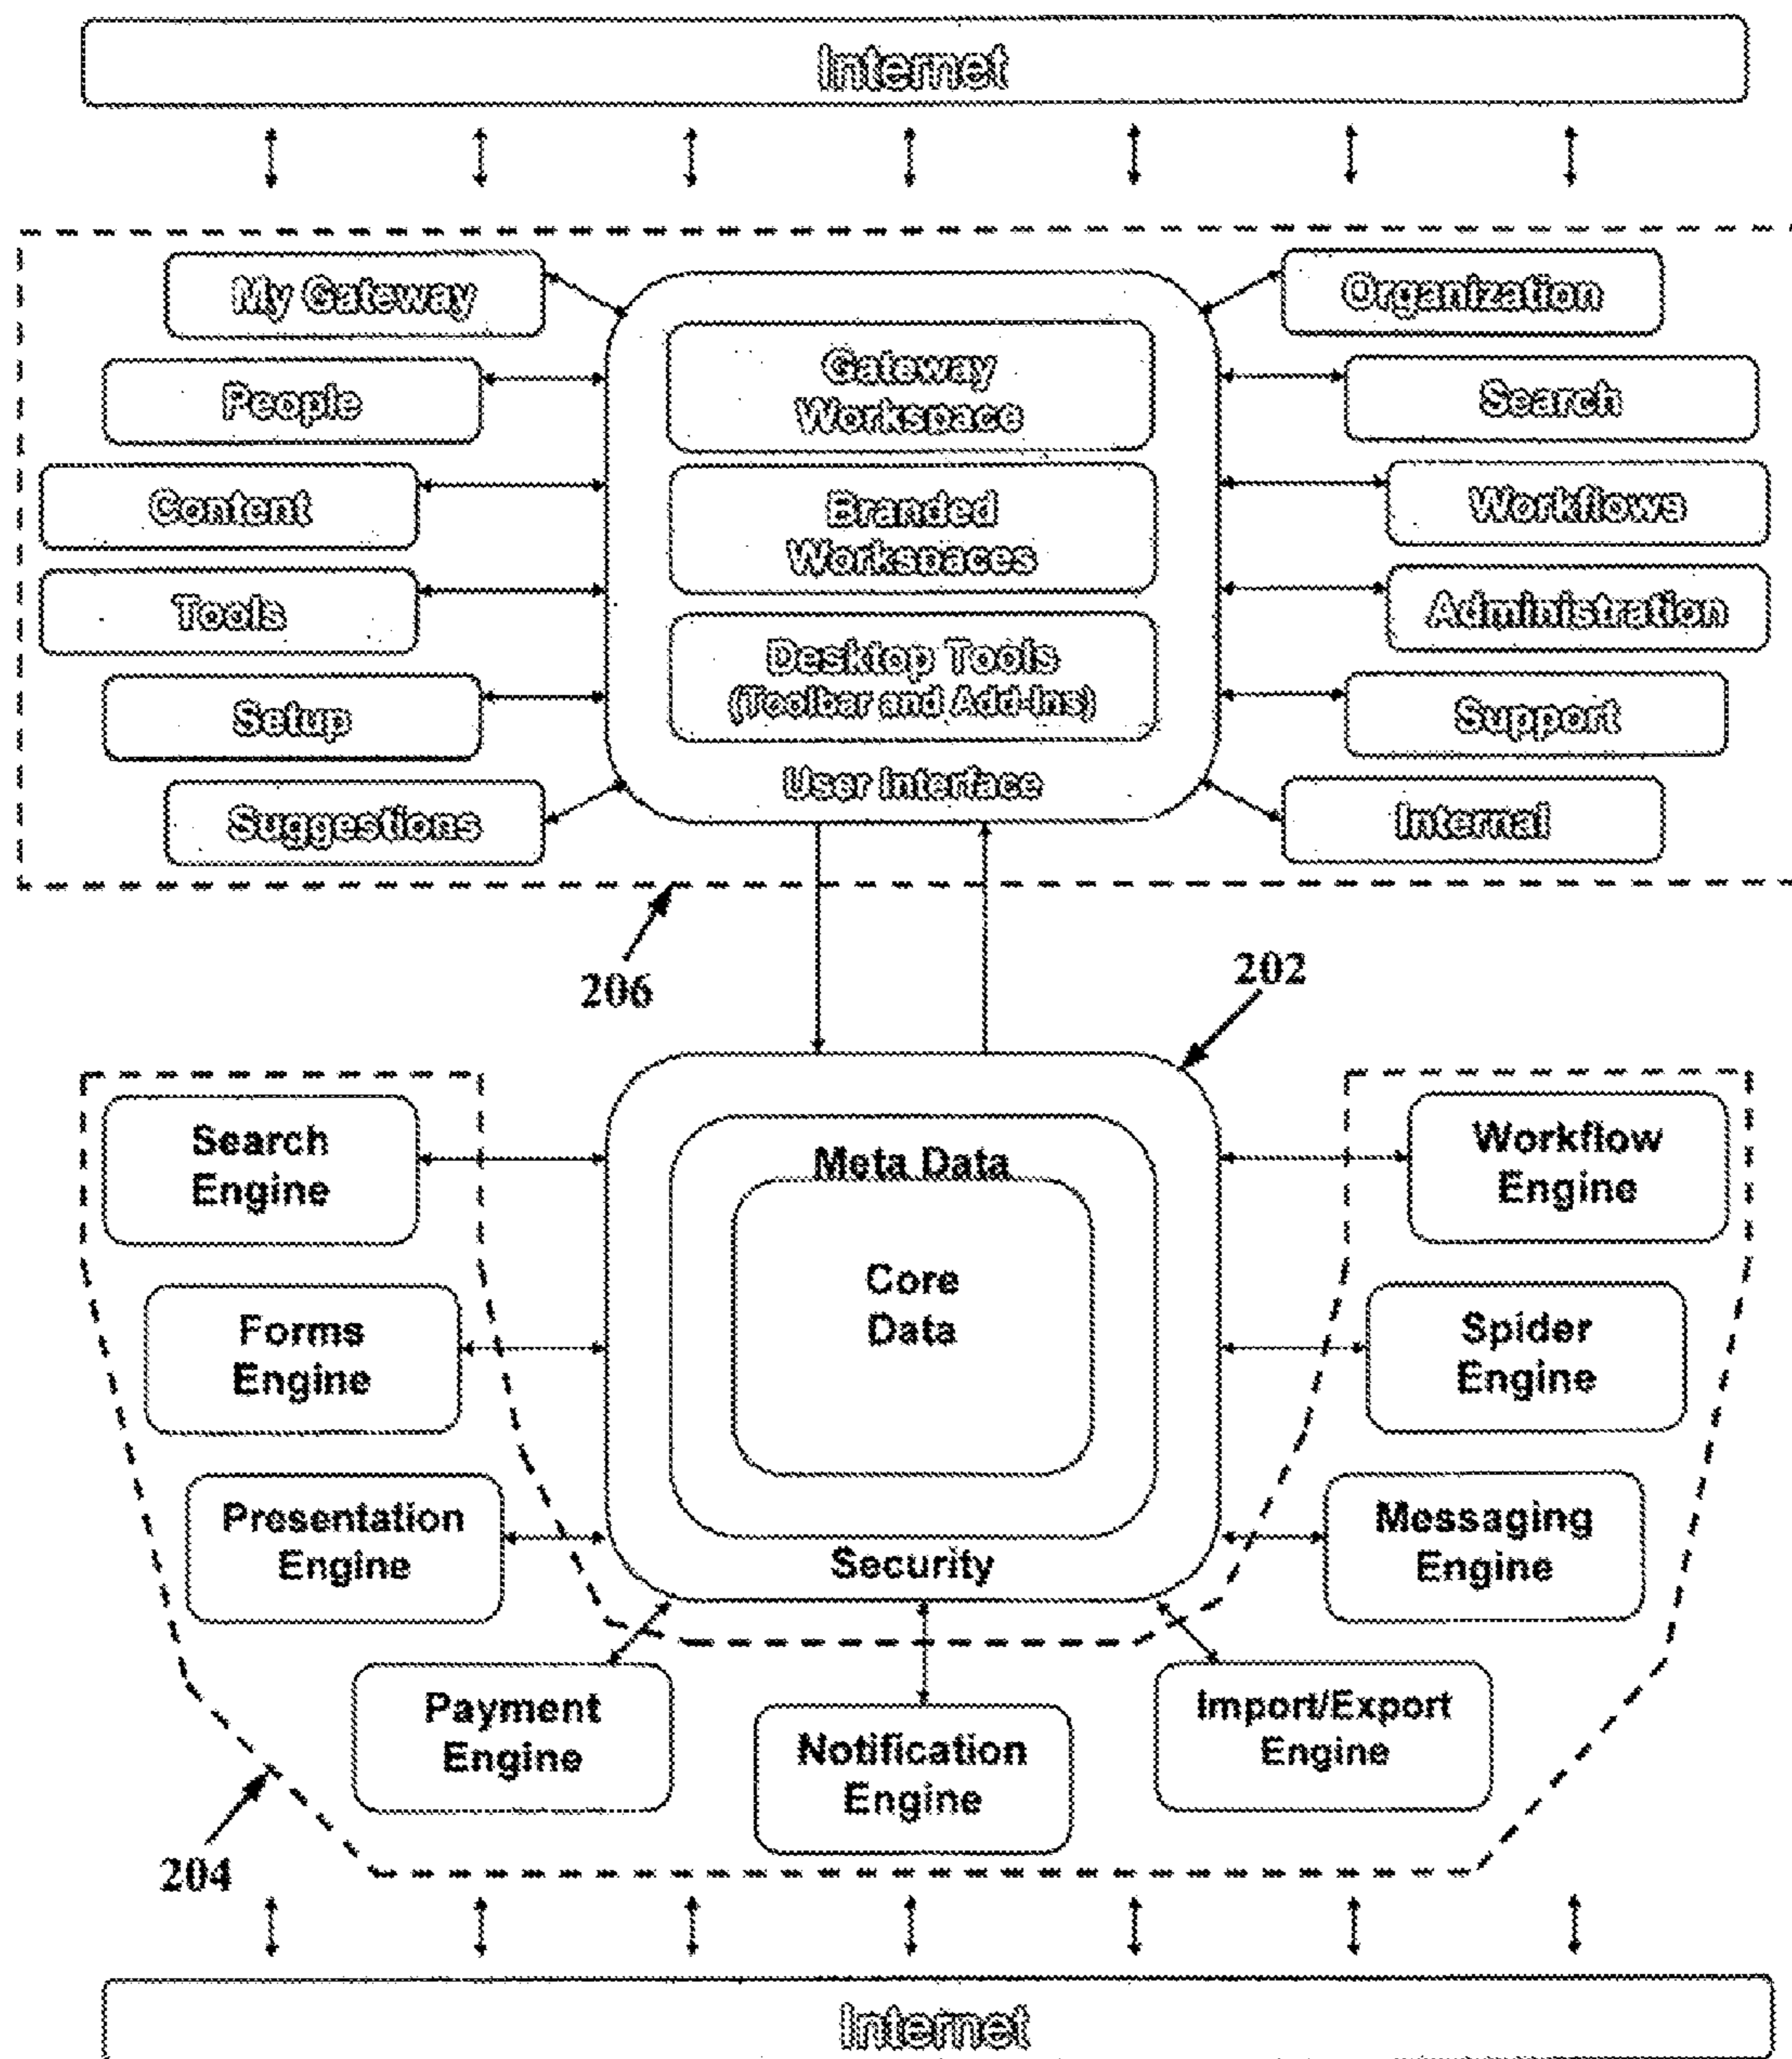 Internet
My Gateway
People
Content
Tools
Setup
Suggestions
Gateway
Workspace
Branded
Workspaces
Desktop Tools
(Toolbar and Add-Ins)
User Interface
Organization
Search
Workflows
Administration
Support
Internal
206
202
Search
Engine
Forms
Engine
Presentation
Engine
Meta Data
Core
Data
Security
Workflow
Engine
Spider
Engine
Messaging
Engine
Payment
Engine
Notification
Engine
Import/Export
Engine
204
Internet